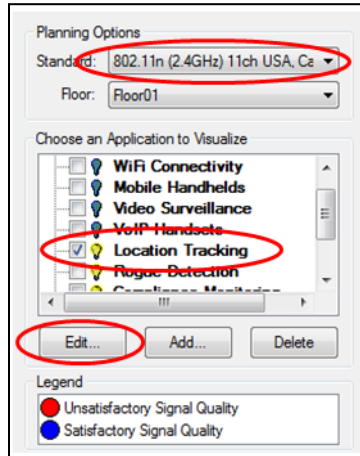 Planning Options
Standard: 802.11n (2.4GHz) 11ch USA, Ca
Floor: Floor01
Choose an Application to Visualize
WiFi Connectivity
Mobile Handhelds
Video Surveillance
VoIP Handsets
Location Tracking
Rogue Detection
Compliance Monitoring
Edit... Add... Delete
Legend
Unsatisfactory Signal Quality
Satisfactory Signal Quality